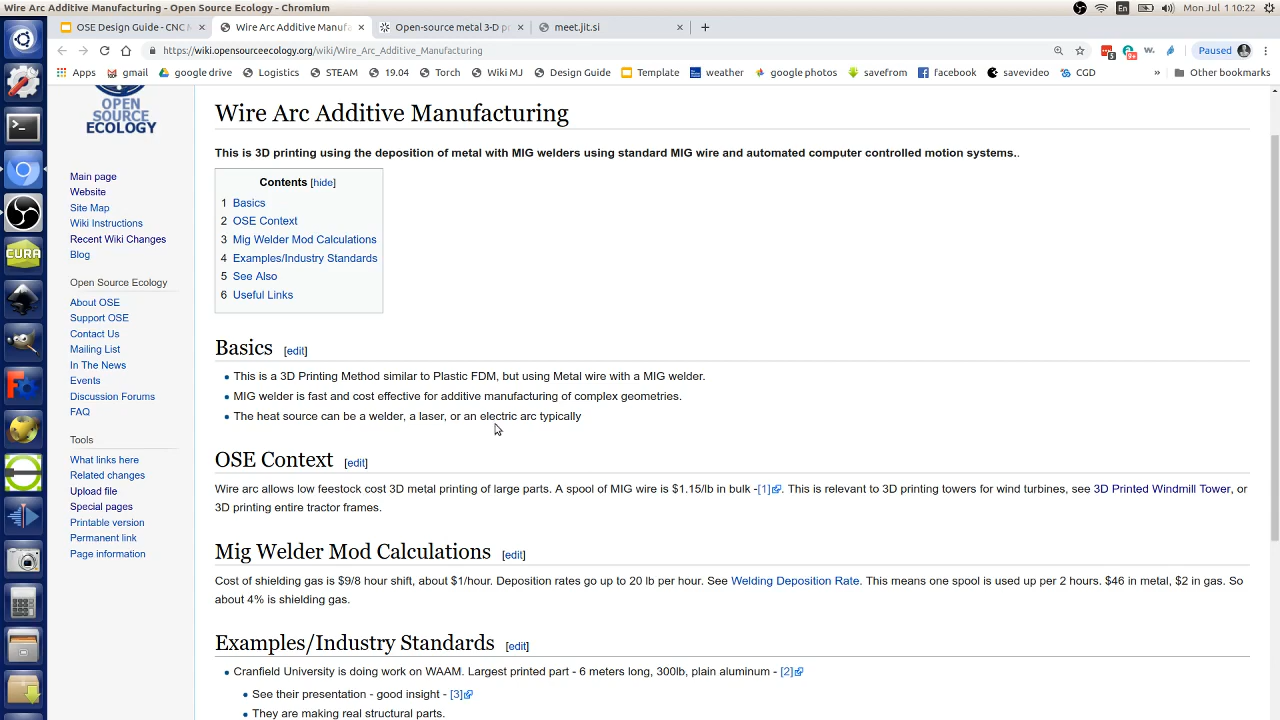 Wire Arc Additive Manufacturing - Open Source Ecology - Chromium
En
Mon Jul 1 10:22
OSE Design Guide - CNC M
Wire Arc Additive Manufa
Open-source metal 3-D p
meet.jit.si
https://wiki.opensourceecology.org/wiki/Wire_Arc_Additive_Manufacturing
5
9+
w.
Paused
Apps
gmail
google drive
Logistics
STEAM
19.04
Torch
Wiki MJ
Design Guide
Template
weather
google photos
savefrom
facebook
savevideo
CGD
»
Other bookmarks
OPEN
SOURCE
ECOLOGY
Main page
Website
Site Map
Wiki Instructions
Recent Wiki Changes
Blog
Open Source Ecology
About OSE
Support OSE
Contact Us
Mailing List
In The News
Events
Discussion Forums
FAQ
Tools
What links here
Related changes
Upload file
Special pages
Printable version
Permanent link
Page information
CURA
Wire Arc Additive Manufacturing
This is 3D printing using the deposition of metal with MIG welders using standard MIG wire and automated computer controlled motion systems..
Contents [hide]
1 Basics
2 OSE Context
3 Mig Welder Mod Calculations
4 Examples/Industry Standards
5 See Also
6 Useful Links
Basics [edit]
This is a 3D Printing Method similar to Plastic FDM, but using Metal wire with a MIG welder.
MIG welder is fast and cost effective for additive manufacturing of complex geometries.
The heat source can be a welder, a laser, or an electric arc typically
OSE Context [edit]
Wire arc allows low feestock cost 3D metal printing of large parts. A spool of MIG wire is $1.15/lb in bulk -[1]. This is relevant to 3D printing towers for wind turbines, see 3D Printed Windmill Tower, or
3D printing entire tractor frames.
Mig Welder Mod Calculations [edit]
Cost of shielding gas is $9/8 hour shift, about $1/hour. Deposition rates go up to 20 lb per hour. See Welding Deposition Rate. This means one spool is used up per 2 hours. $46 in metal, $2 in gas. So
about 4% is shielding gas.
Examples/Industry Standards [edit]
Cranfield University is doing work on WAAM. Largest printed part - 6 meters long, 300lb, plain aluminum - [2]
See their presentation - good insight - [3]
They are making real structural parts.